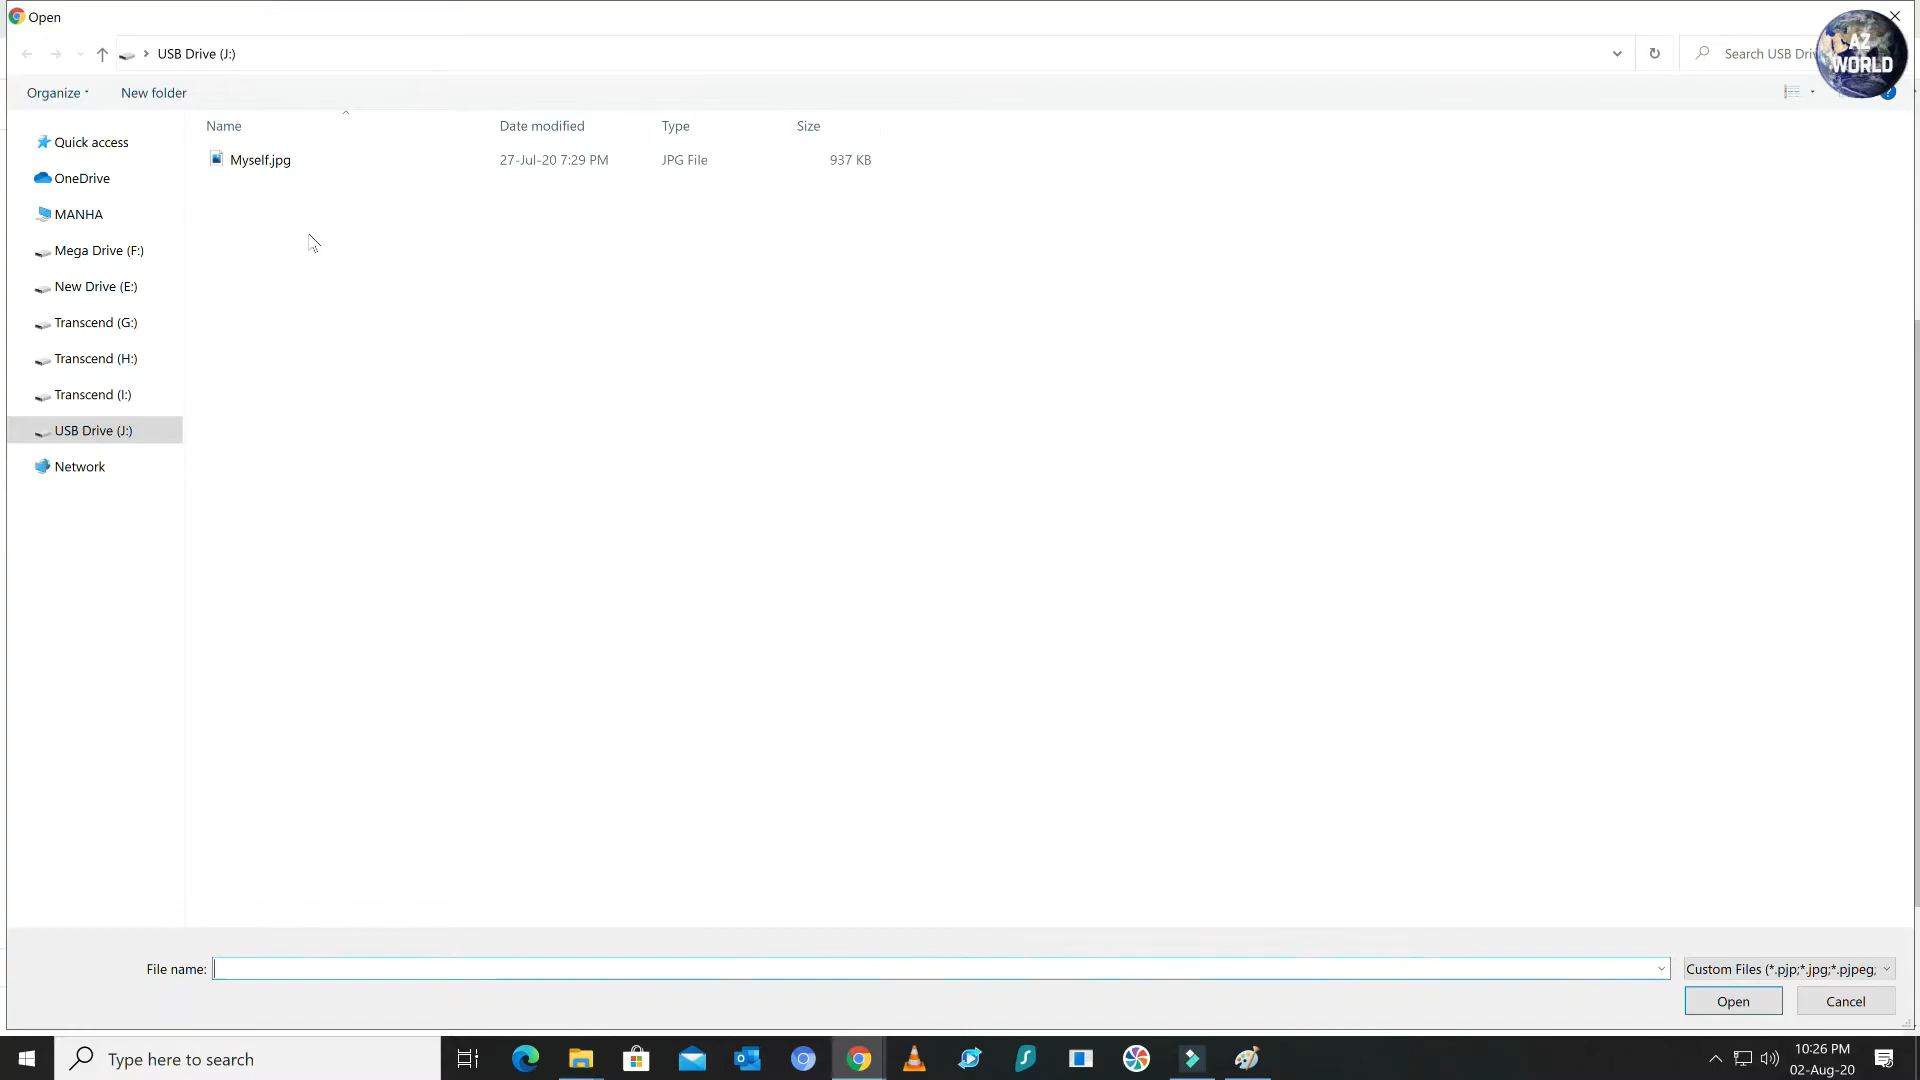 Open
USB Drive (J:)
Search USB Driv
AZ
WORLD
Organize
New folder
?
Name
Date modified
Type
Size
Myself.jpg
27-Jul-20 7:29 PM
JPG File
937 KB
Quick access
OneDrive
MANHA
Mega Drive (F:)
New Drive (E:)
Transcend (G:)
Transcend (H:)
Transcend (I:)
USB Drive (J:)
Network
File name:
Custom Files (*.pjp;*.jpg;*.pjpeg;
Open
Cancel
Type here to search
10:26 PM
02-Aug-20